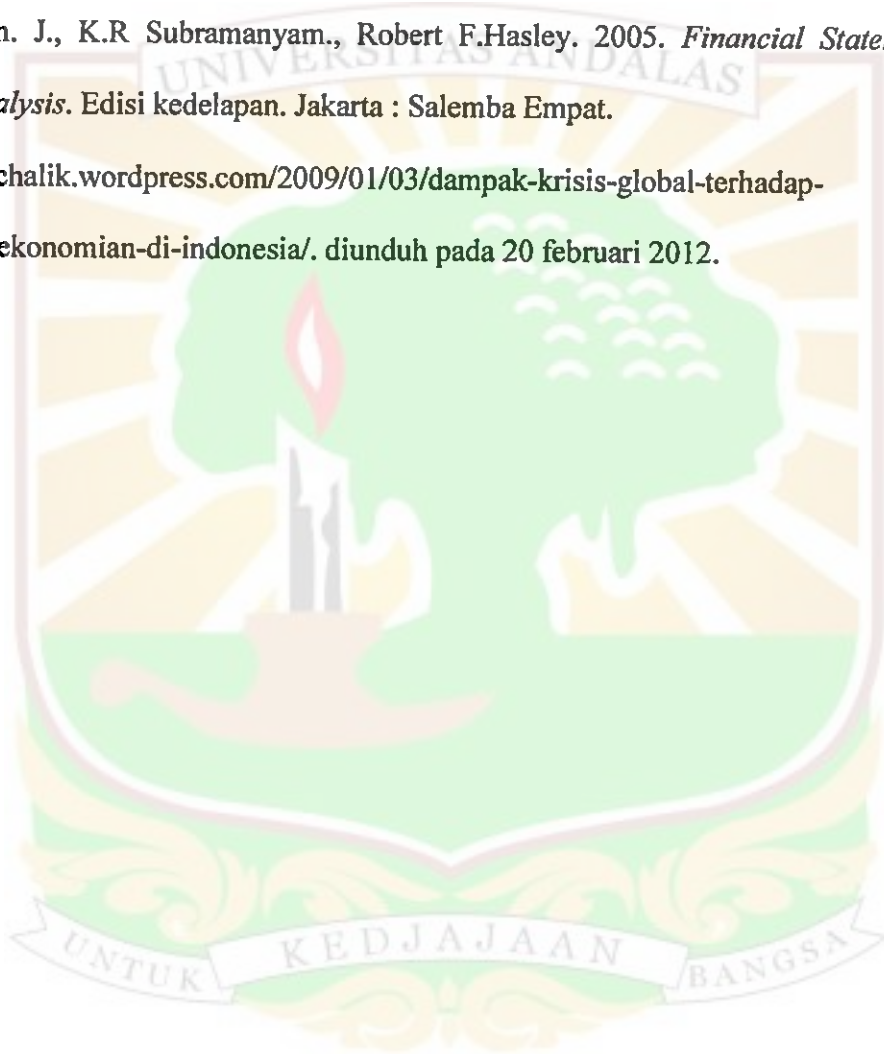 n. J., K.R Subramanyam., Robert F.Hasley. 2005. Financial State
alysis. Edisi kedelapan. Jakarta : Salemba Empat.
chalik.wordpress.com/2009/01/03/dampak-krisis-global-terhadap-
ekonomian-di-indonesia/. diunduh pada 20 februari 2012.
UNIVERSITAS ANDALAS
UNTUK KEDJAJAAN BANGSA